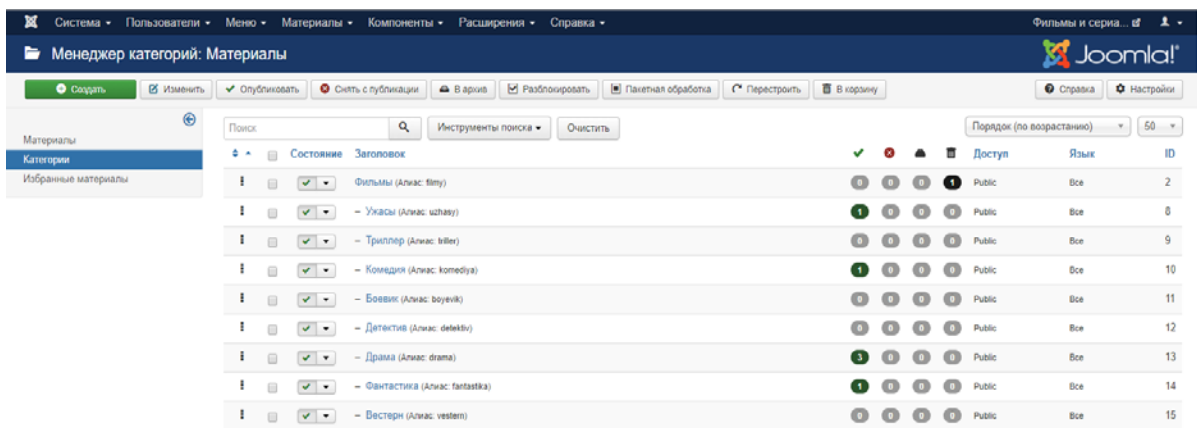 Система Пользователи Меню Материалы Компоненты Расширения Справка Фильмы и сериа...
Менеджер категорий: Материалы Joomla!
Создать Изменить Опубликовать Снять с публикации В архив Разблокировать Пакетная обработка Перестроить В корзину Справка Настройки
Поиск Инструменты поиска Очистить Порядок (по возрастанию) 50
Материалы
Категории
Избранные материалы
Состояние Заголовок Доступ Язык ID
Фильмы (Алиас: filmy) 0 0 0 1 Public Все 2
– Ужасы (Алиас: uzhasy) 1 0 0 0 Public Все 8
– Триллер (Алиас: triller) 0 0 0 0 Public Все 9
– Комедия (Алиас: komediya) 1 0 0 0 Public Все 10
– Боевик (Алиас: boyevik) 0 0 0 0 Public Все 11
– Детектив (Алиас: detektiv) 0 0 0 0 Public Все 12
– Драма (Алиас: drama) 3 0 0 0 Public Все 13
– Фантастика (Алиас: fantastika) 1 0 0 0 Public Все 14
– Вестерн (Алиас: vestern) 0 0 0 0 Public Все 15